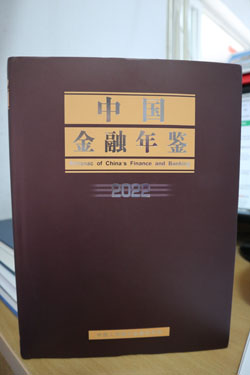 中国
金融年鉴
of China's Finance and Banking
2022